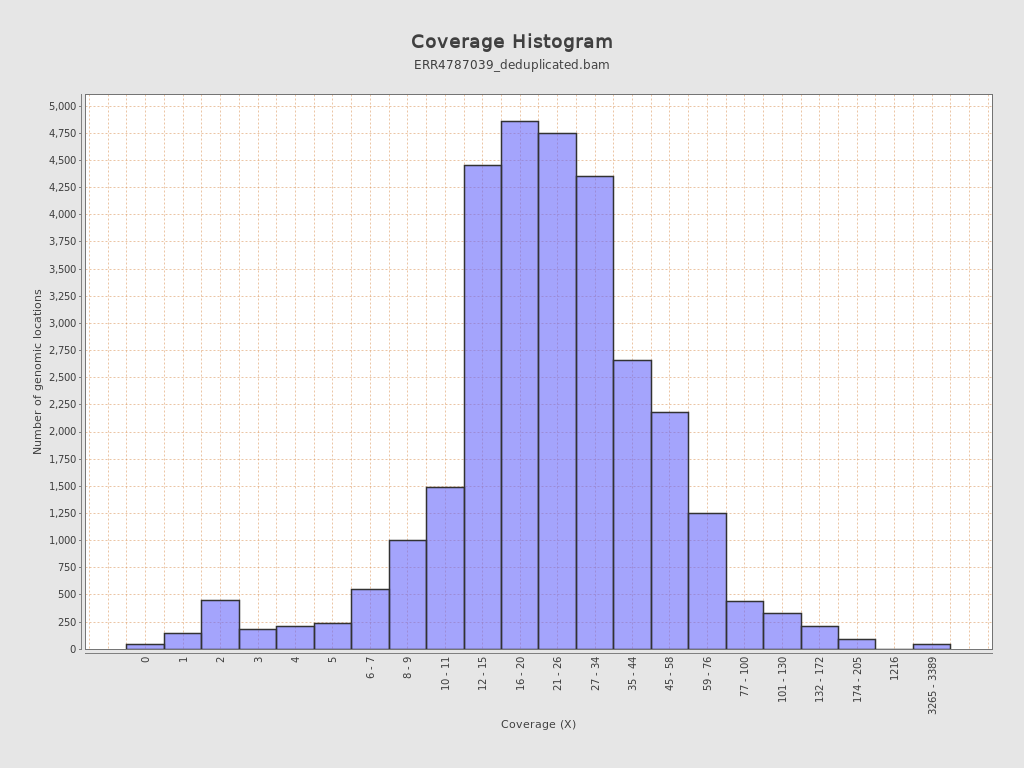 Coverage Histogram
ERR4787039_deduplicated.bam
Number of genomic locations
5,000
4,750
4,500
4,250
4,000
3,750
3,500
3,250
3,000
2,750
2,500
2,250
2,000
1,750
1,500
1,250
1,000
750
500
250
0
0
1
2
3
4
5
6 - 7
8 - 9
10 - 11
12 - 15
16 - 20
21 - 26
27 - 34
35 - 44
45 - 58
59 - 76
77 - 100
101 - 130
132 - 172
174 - 205
1216
3265 - 3389
Coverage (X)